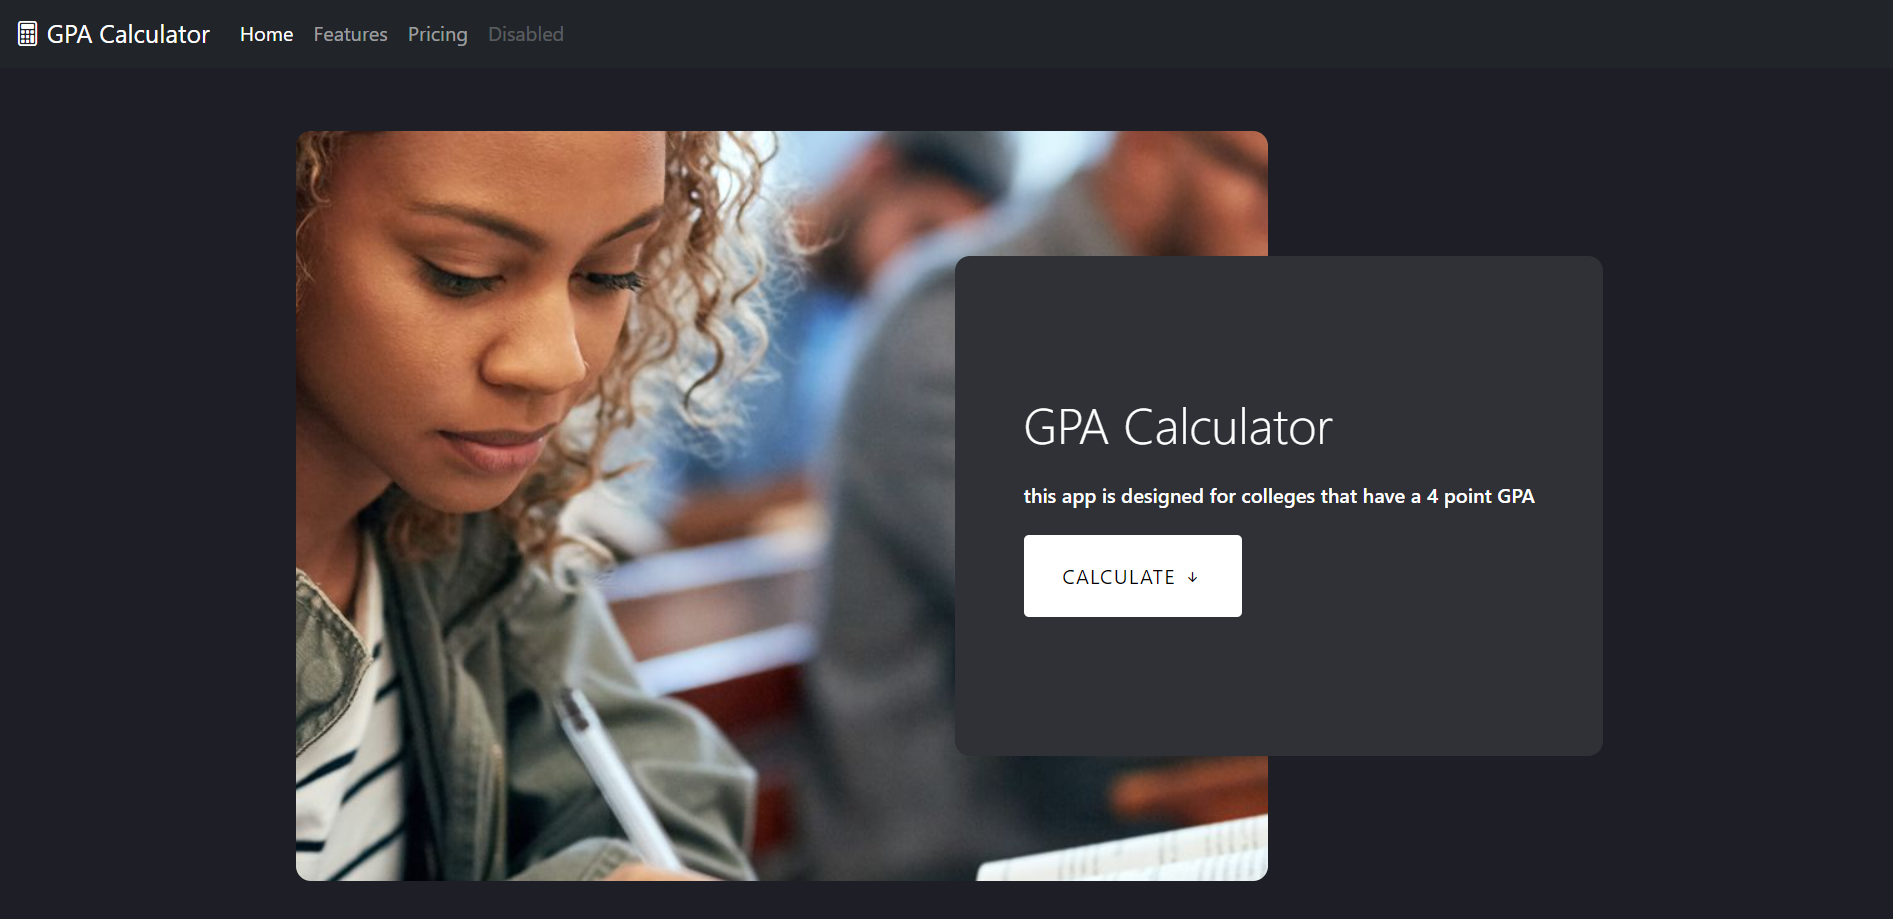 GPA Calculator Home Features Pricing Disabled
GPA Calculator
this app is designed for colleges that have a 4 point GPA
CALCULATE ↓